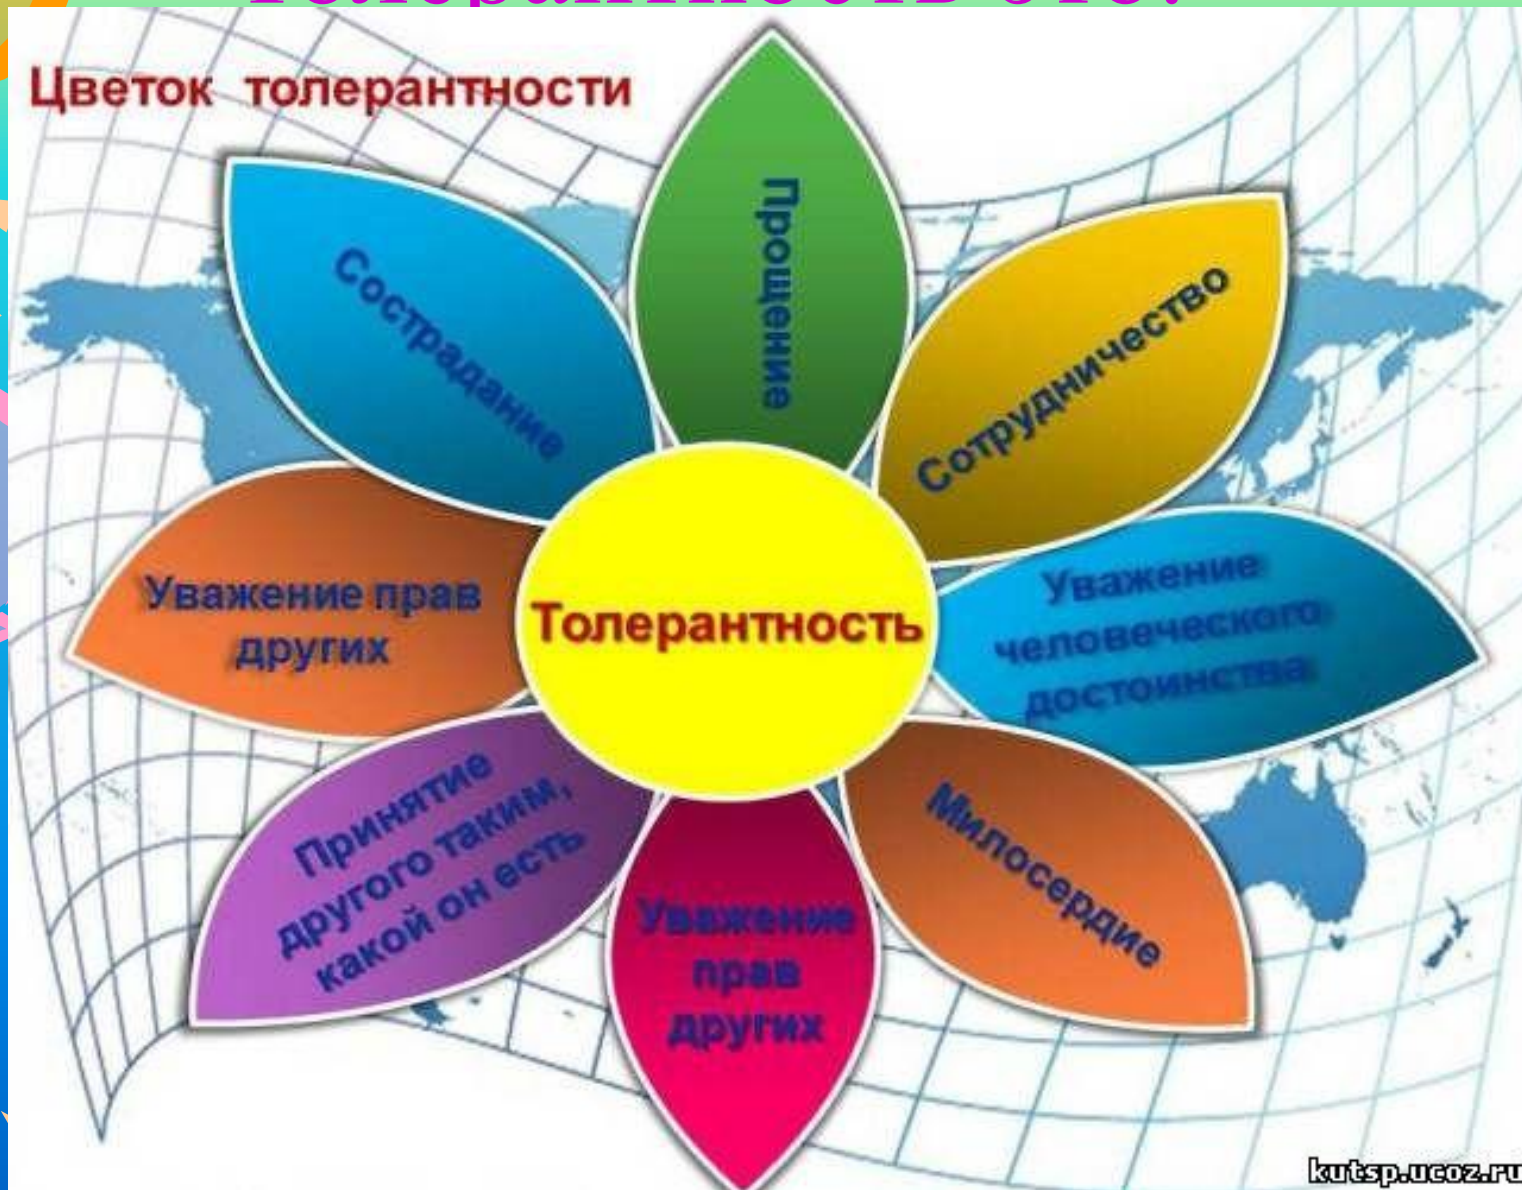 Цветок толерантности
Прощение
Сотрудничество
Уважение
человеческого
достоинства
Милосердие
Уважение
прав
других
Принятие
другого таким,
какой он есть
Уважение прав
других
Сострадание
Толерантность
kutsp.ucoz.ru